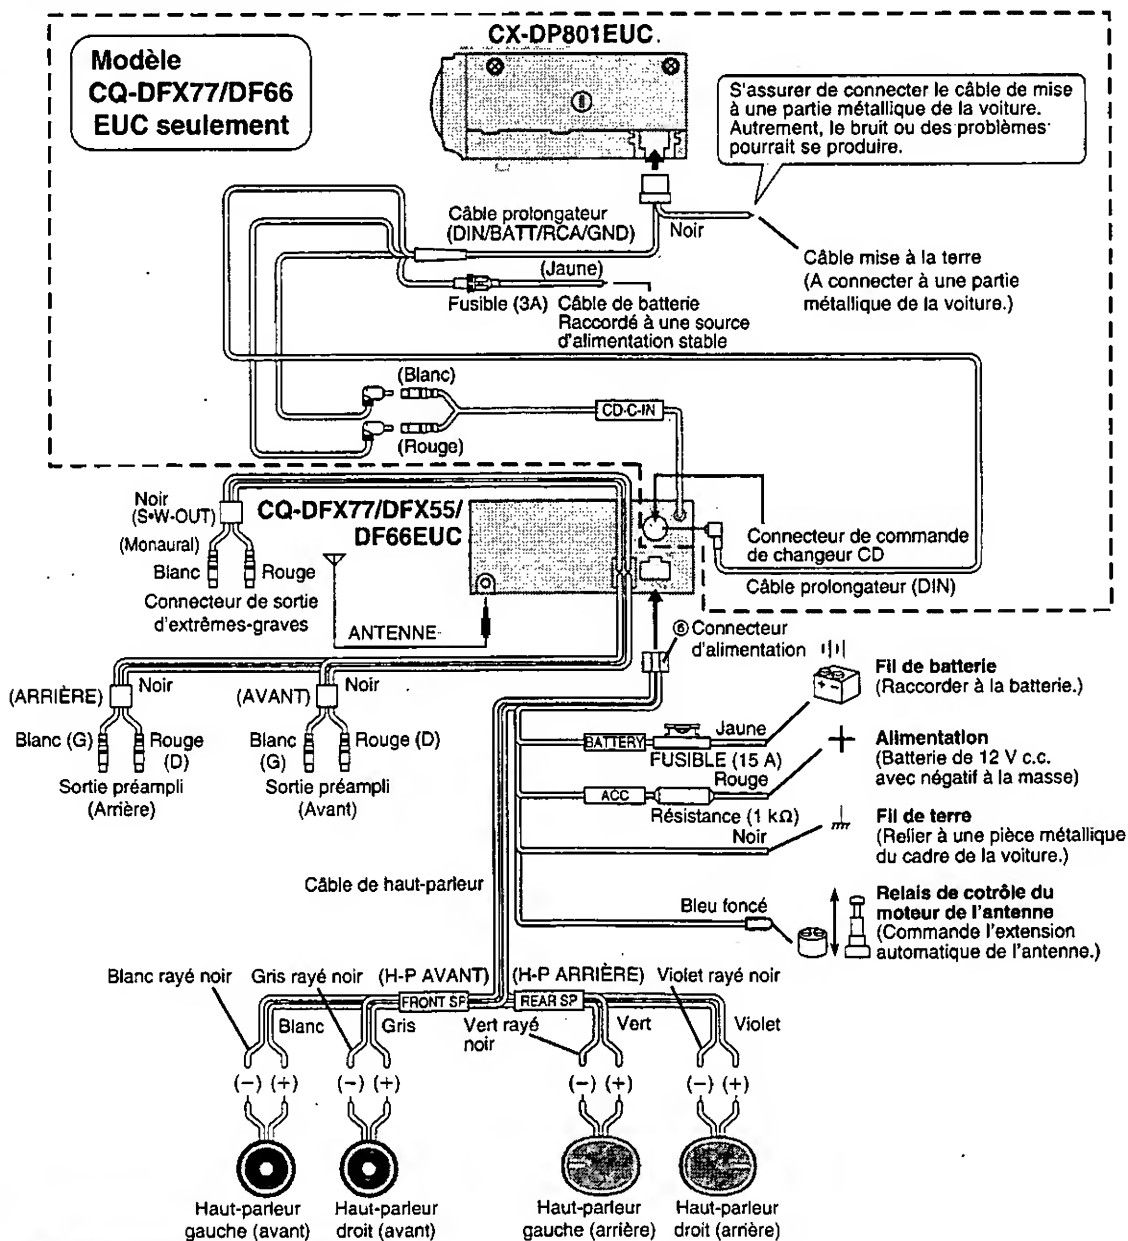 CX-DP801EUC.
Modèle
CQ-DFX77/DF66
EUC seulement
S'assurer de connecter le câble de mise
à une partie métallique de la voiture.
Autrement, le bruit ou des problèmes
pourrait se produire.
Câble prolongateur
(DIN/BATT/RCA/GND)
Noir
Câble mise à la terre
(A connecter à une partie
métallique de la voiture.)
(Jaune)
Fusible (3A)
Câble de batterie
Raccordé à une source
d'alimentation stable
(Blanc)
CD-C-IN
(Rouge)
Noir
(S•W-OUT)
CQ-DFX77/DFX55/
DF66EUC
(Monaural)
Blanc
Rouge
Connecteur de sortie
d'extrêmes-graves
Connecteur de commande
de changeur CD
Câble prolongateur (DIN)
ANTENNE
⑥ Connecteur
d'alimentation
(ARRIÈRE)
Noir
(AVANT)
Noir
Blanc (G)
Rouge
(D)
Blanc
(G)
Rouge (D)
Sortie préampli
(Arrière)
Sortie préampli
(Avant)
Fil de batterie
(Raccorder à la batterie.)
Jaune
BATTERY
FUSIBLE (15 A)
Alimentation
(Batterie de 12 V c.c.
avec négatif à la masse)
Rouge
ACC
Résistance (1 kΩ)
Fil de terre
(Relier à une pièce métallique
du cadre de la voiture.)
Noir
Câble de haut-parleur
Bleu foncé
Relais de cotrôle du
moteur de l'antenne
(Commande l'extension
automatique de l'antenne.)
Blanc rayé noir
Gris rayé noir
(H-P AVANT)
(H-P ARRIÈRE)
Violet rayé noir
FRONT SP
REAR SP
Blanc
Gris
Vert rayé
noir
Vert
Violet
(−) (+)
(−) (+)
(−) (+)
(−) (+)
Haut-parleur
gauche (avant)
Haut-parleur
droit (avant)
Haut-parleur
gauche (arrière)
Haut-parleur
droit (arrière)